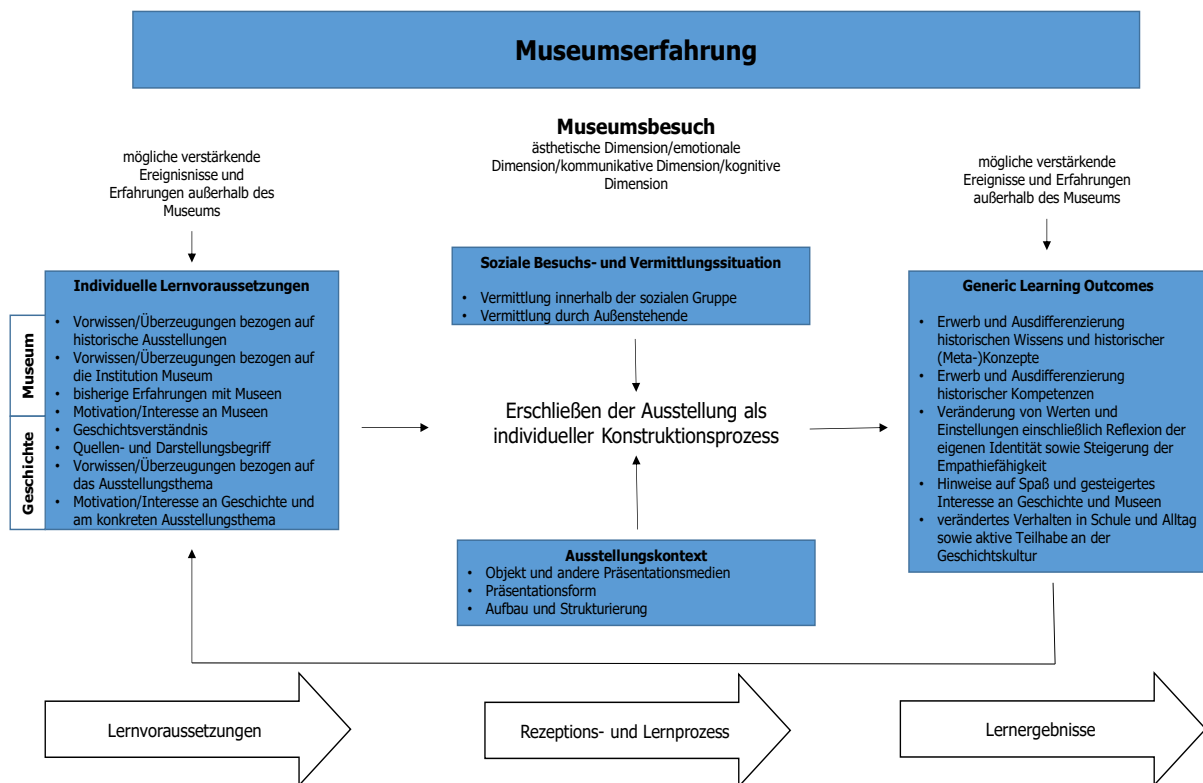 Museumserfahrung
Museumsbesuch
ästhetische Dimension/emotionale
Dimension/kommunikative Dimension/kognitive
Dimension
mögliche verstärkende
Ereignisnisse und
Erfahrungen außerhalb des
Museums
mögliche verstärkende
Ereignisse und Erfahrungen
außerhalb des Museums
Museum
Geschichte
Individuelle Lernvoraussetzungen
• Vorwissen/Überzeugungen bezogen auf
historische Ausstellungen
• Vorwissen/Überzeugungen bezogen auf
die Institution Museum
• bisherige Erfahrungen mit Museen
• Motivation/Interesse an Museen
• Geschichtsverständnis
• Quellen- und Darstellungsbegriff
• Vorwissen/Überzeugungen bezogen auf
das Ausstellungsthema
• Motivation/Interesse an Geschichte und
am konkreten Ausstellungsthema
Soziale Besuchs- und Vermittlungssituation
• Vermittlung innerhalb der sozialen Gruppe
• Vermittlung durch Außenstehende
Erschließen der Ausstellung als
individueller Konstruktionsprozess
Ausstellungskontext
• Objekt und andere Präsentationsmedien
• Präsentationsform
• Aufbau und Strukturierung
Generic Learning Outcomes
• Erwerb und Ausdifferenzierung
historischen Wissens und historischer
(Meta-)Konzepte
• Erwerb und Ausdifferenzierung
historischer Kompetenzen
• Veränderung von Werten und
Einstellungen einschließlich Reflexion der
eigenen Identität sowie Steigerung der
Empathiefähigkeit
• Hinweise auf Spaß und gesteigertes
Interesse an Geschichte und Museen
• verändertes Verhalten in Schule und Alltag
sowie aktive Teilhabe an der
Geschichtskultur
Lernvoraussetzungen
Rezeptions- und Lernprozess
Lernergebnisse